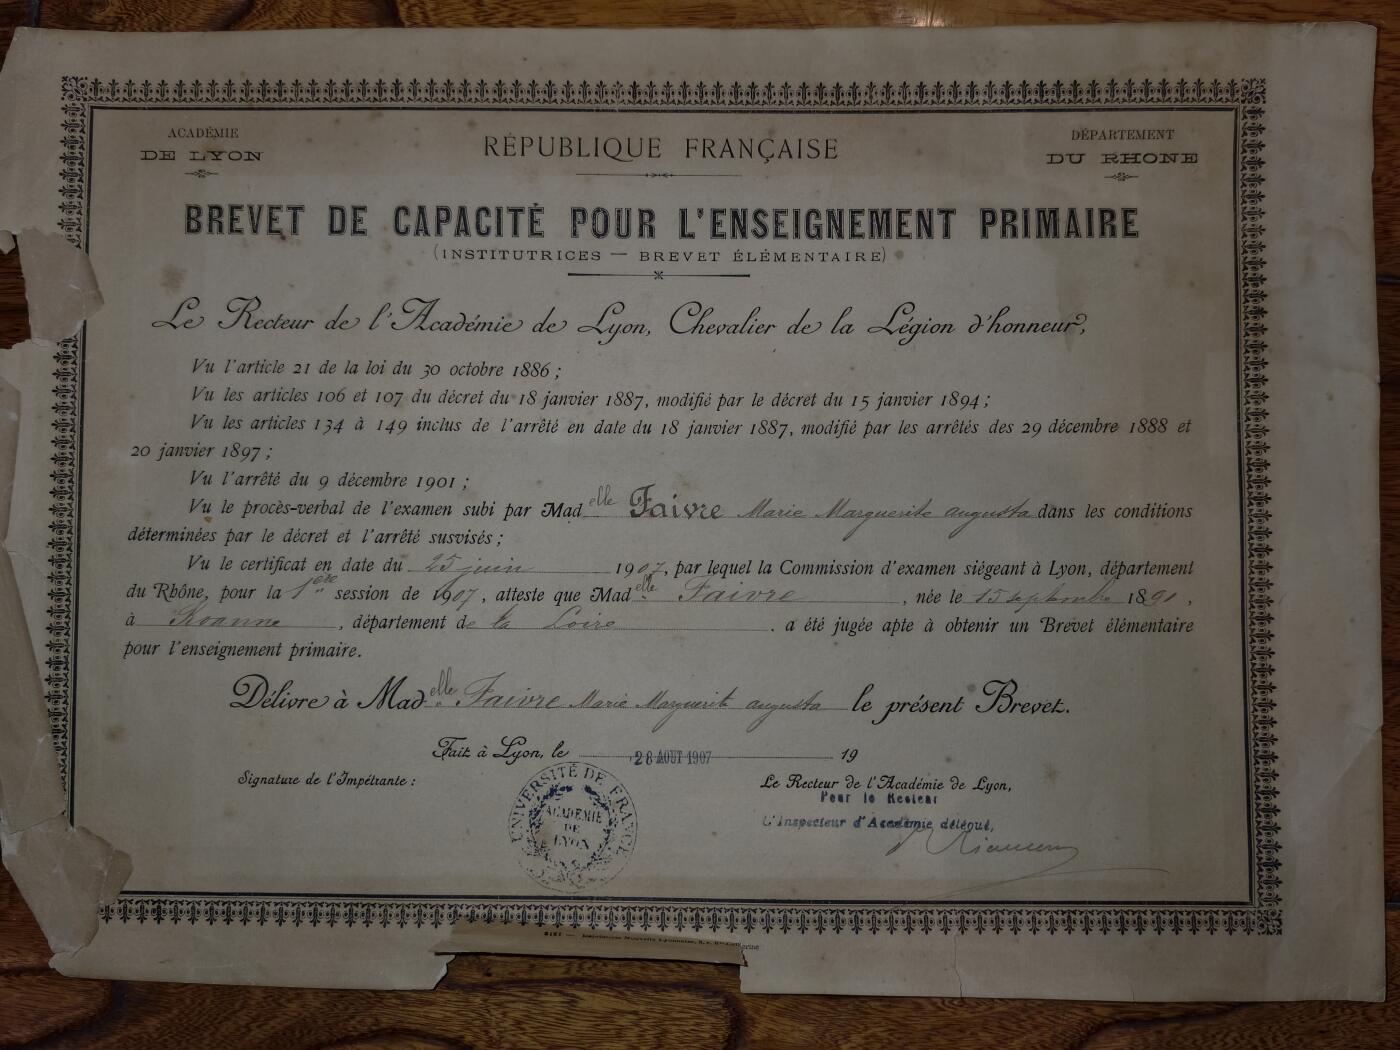 ACADÉMIE
DE LYON
RÉPUBLIQUE FRANÇAISE
DÉPARTEMENT
DU RHONE
BREVET DE CAPACITÉ POUR L'ENSEIGNEMENT PRIMAIRE
(INSTITUTRICES — BREVET ÉLÉMENTAIRE)
Le Recteur de l'Académie de Lyon, Chevalier de la Légion d'honneur,
Vu l'article 21 de la loi du 30 octobre 1886 ;
Vu les articles 106 et 107 du décret du 18 janvier 1887, modifié par le décret du 15 janvier 1894 ;
Vu les articles 134 à 149 inclus de l'arrêté en date du 18 janvier 1887, modifié par les arrêtés des 29 décembre 1888 et
20 janvier 1897 ;
Vu l'arrêté du 9 décembre 1901 ;
Vu le procès-verbal de l'examen subi par Madelle Faivre Marie Marguerite augusta dans les conditions
déterminées par le décret et l'arrêté susvisés ;
Vu le certificat en date du 25 juin 1907, par lequel la Commission d'examen siégeant à Lyon, département
du Rhône, pour la 1ère session de 1907, atteste que Madelle Faivre, née le 15 septembre 1890,
à Roanne, département de la Loire. a été jugée apte à obtenir un Brevet élémentaire
pour l'enseignement primaire.
Délivre à Madelle Faivre Marie Marguerite augusta le présent Brevet.
Fait à Lyon, le 28 AOUT 1907 19
Signature de l'Impétrante :
Le Recteur de l'Académie de Lyon,
Pour le Recteur
L'Inspecteur d'Académie délégué,
UNIVERSITÉ DE FRANCE
ACADEMIE
DE
LYON
Imprimerie Nouvelle Lyonnaise